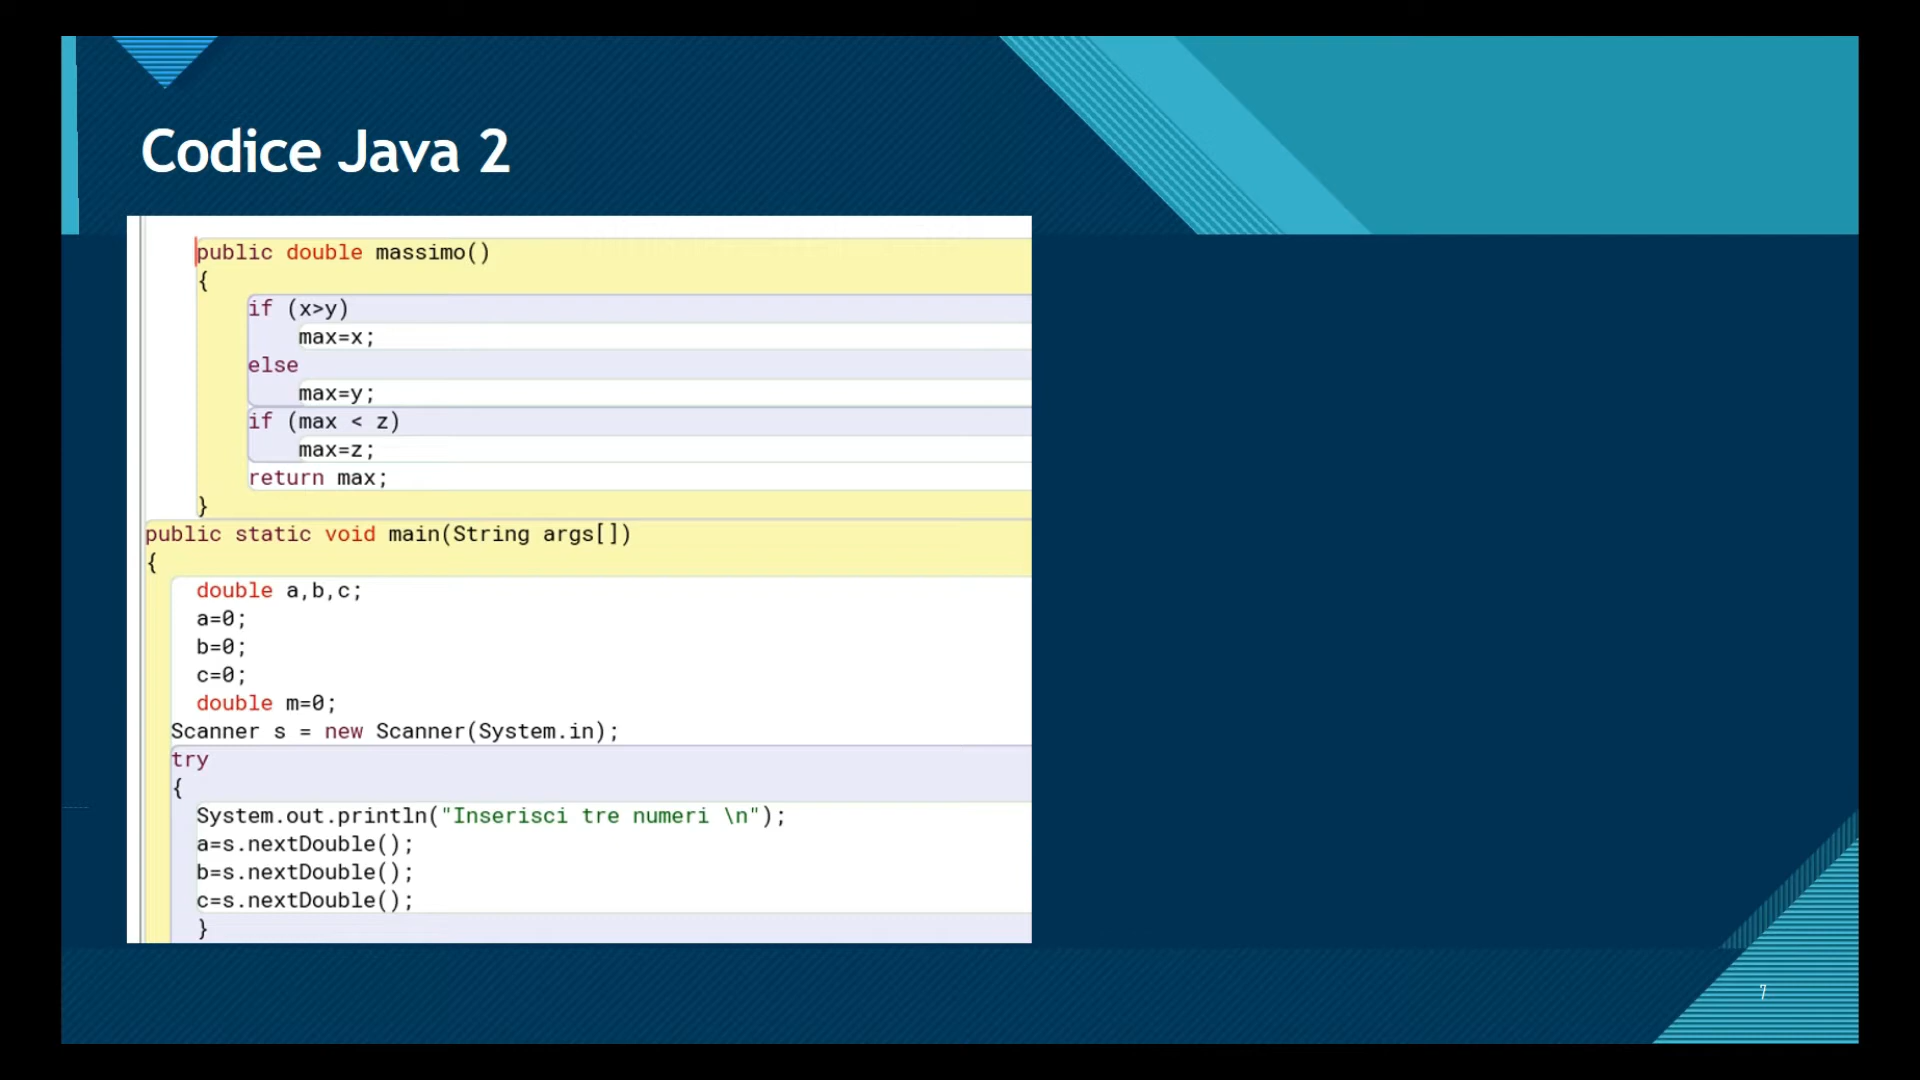 Codice Java 2
public double massimo()
{
if (x>y)
max=x;
else
max=y;
if (max < z)
max=z;
return max;
}
public static void main(String args[])
{
double a,b,c;
a=0;
b=0;
c=0;
double m=0;
Scanner s = new Scanner(System.in);
try
{
System.out.println("Inserisci tre numeri \n");
a=s.nextDouble();
b=s.nextDouble();
c=s.nextDouble();
}
7